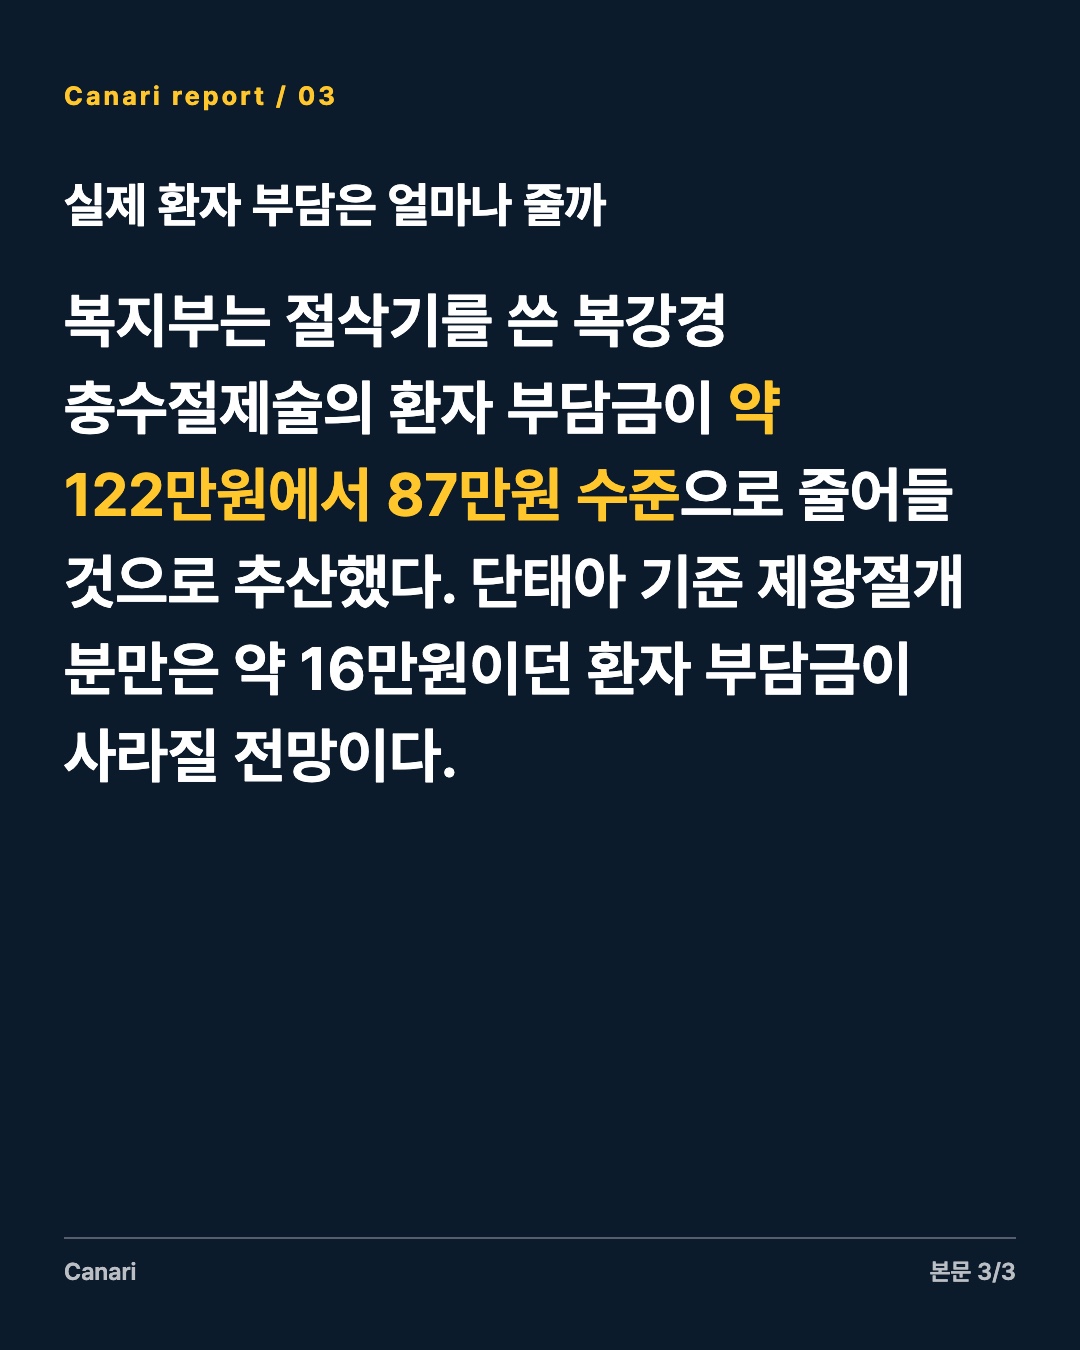 Canari report / 03
실제 환자 부담은 얼마나 줄까
복지부는 절삭기를 쓴 복강경
충수절제술의 환자 부담금이 약
122만원에서 87만원 수준으로 줄어들
것으로 추산했다. 단태아 기준 제왕절개
분만은 약 16만원이던 환자 부담금이
사라질 전망이다.
Canari
본문 3/3